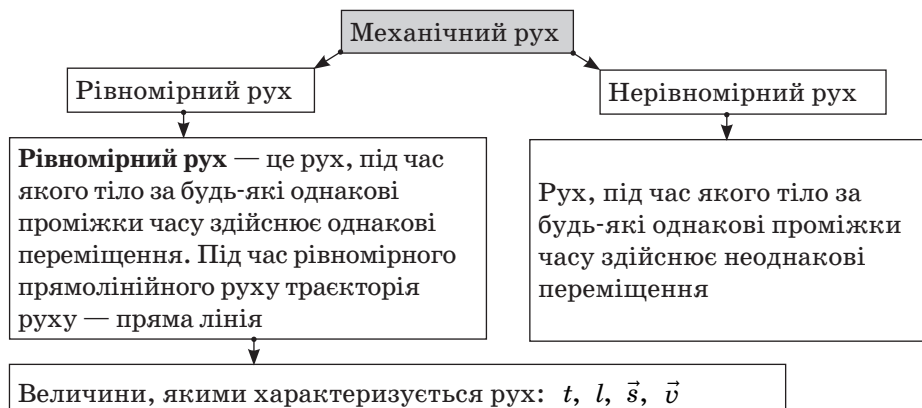 Механічний рух
Рівномірний рух
Нерівномірний рух
Рівномірний рух — це рух, під час
якого тіло за будь-які однакові
проміжки часу здійснює однакові
переміщення. Під час рівномірного
прямолінійного руху траєкторія
руху — пряма лінія
Рух, під час якого тіло за
будь-які однакові проміжки
часу здійснює неоднакові
переміщення
Величини, якими характеризується рух: t, l, s⃗, v⃗